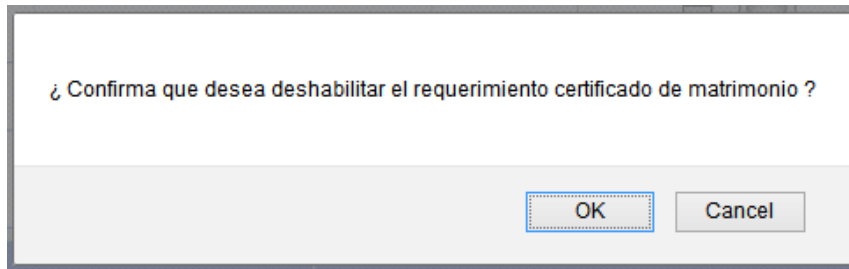 ¿ Confirma que desea deshabilitar el requerimiento certificado de matrimonio ?
OK Cancel